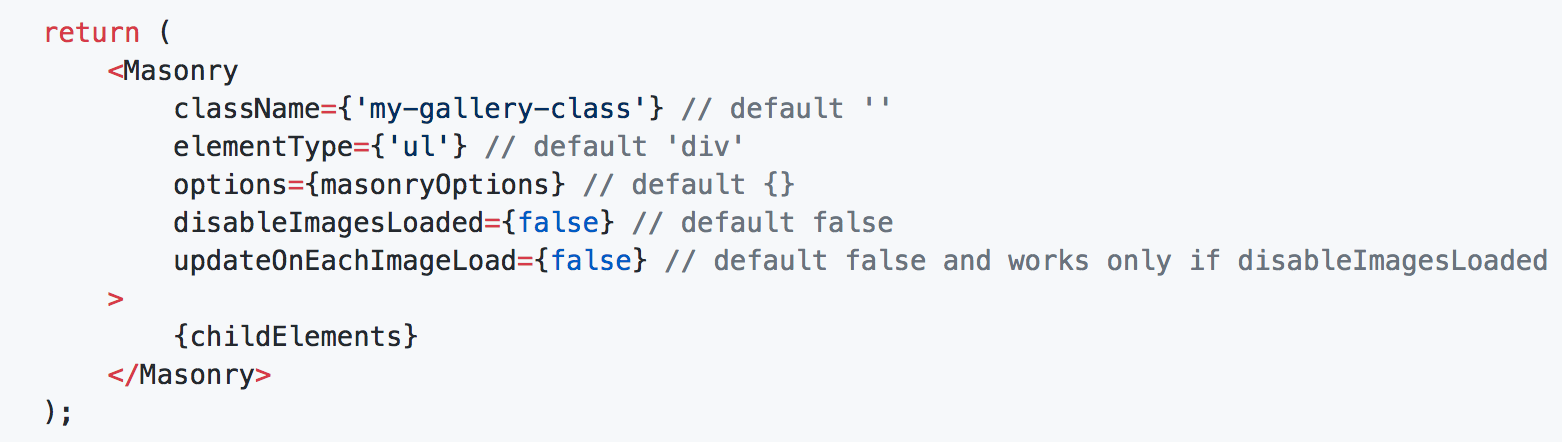 return (
    <Masonry
        className={'my-gallery-class'} // default ''
        elementType={'ul'} // default 'div'
        options={masonryOptions} // default {}
        disableImagesLoaded={false} // default false
        updateOnEachImageLoad={false} // default false and works only if disableImagesLoaded
    >
        {childElements}
    </Masonry>
);